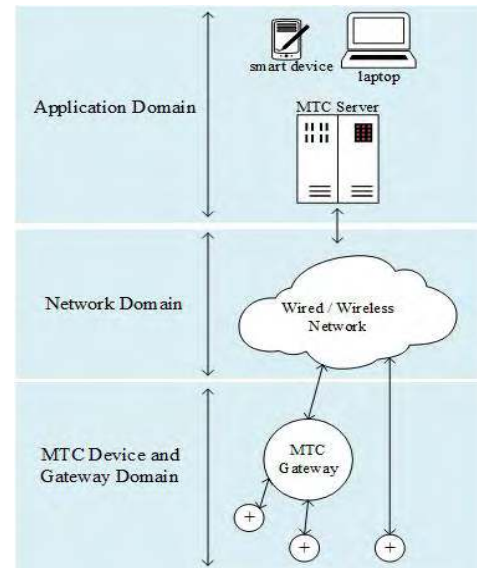 smart device
laptop
Application Domain
MTC Server
Network Domain
Wired / Wireless
Network
MTC Device and
Gateway Domain
MTC
Gateway
+
+
+